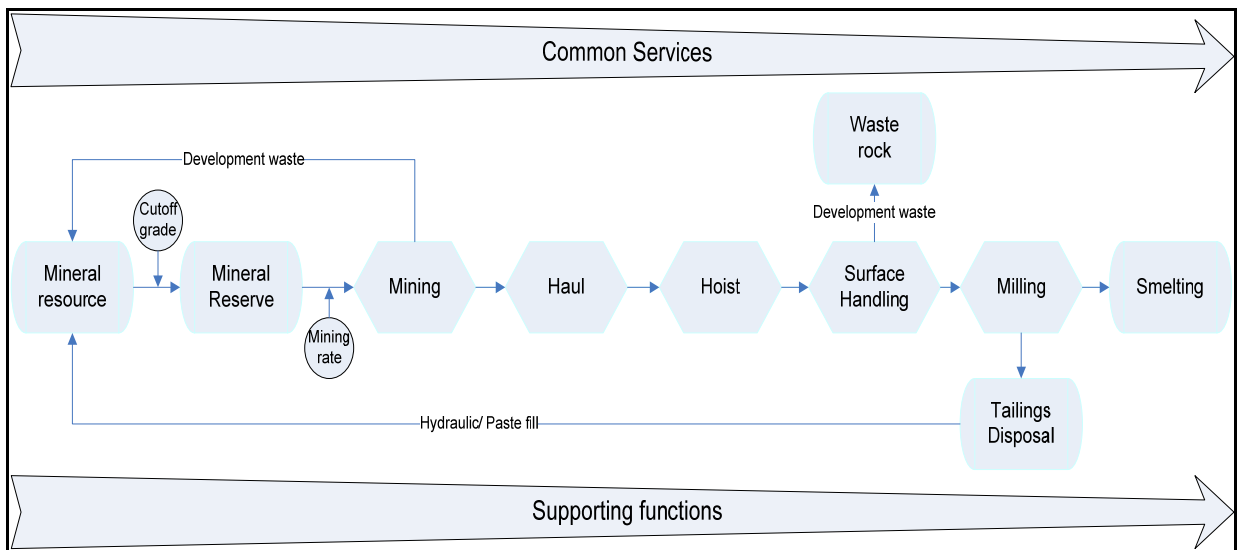 Common Services
Waste
rock
Development waste
Cutoff
grade
Development waste
Mineral
resource
Mineral
Reserve
Mining
Haul
Hoist
Surface
Handling
Milling
Smelting
Mining
rate
Tailings
Disposal
Hydraulic/ Paste fill
Supporting functions